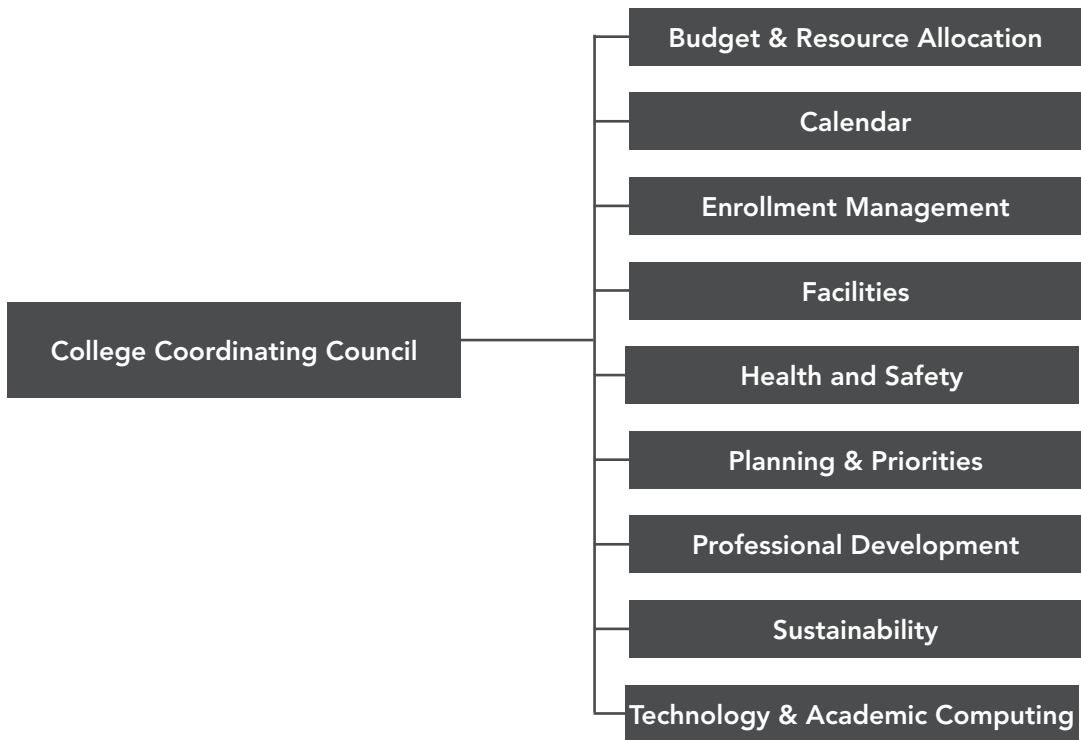 Budget & Resource Allocation
Calendar
Enrollment Management
Facilities
College Coordinating Council
Health and Safety
Planning & Priorities
Professional Development
Sustainability
Technology & Academic Computing